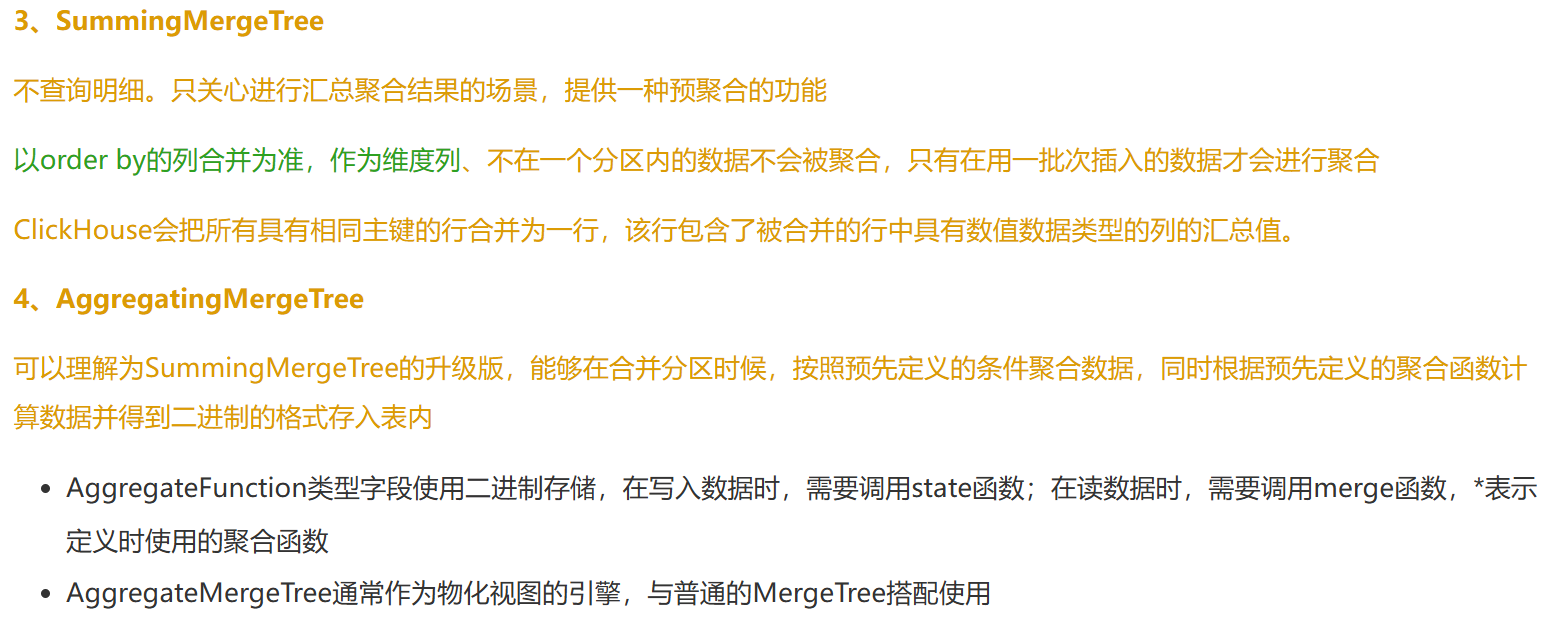 3、SummingMergeTree
不查询明细。只关心进行汇总聚合结果的场景，提供一种预聚合的功能
以order by的列合并为准，作为维度列、不在一个分区内的数据不会被聚合，只有在用一批次插入的数据才会进行聚合
ClickHouse会把所有具有相同主键的行合并为一行，该行包含了被合并的行中具有数值数据类型的列的汇总值。
4、AggregatingMergeTree
可以理解为SummingMergeTree的升级版，能够在合并分区时候，按照预先定义的条件聚合数据，同时根据预先定义的聚合函数计
算数据并得到二进制的格式存入表内
• AggregateFunction类型字段使用二进制存储，在写入数据时，需要调用state函数；在读数据时，需要调用merge函数，*表示
定义时使用的聚合函数
• AggregateMergeTree通常作为物化视图的引擎，与普通的MergeTree搭配使用